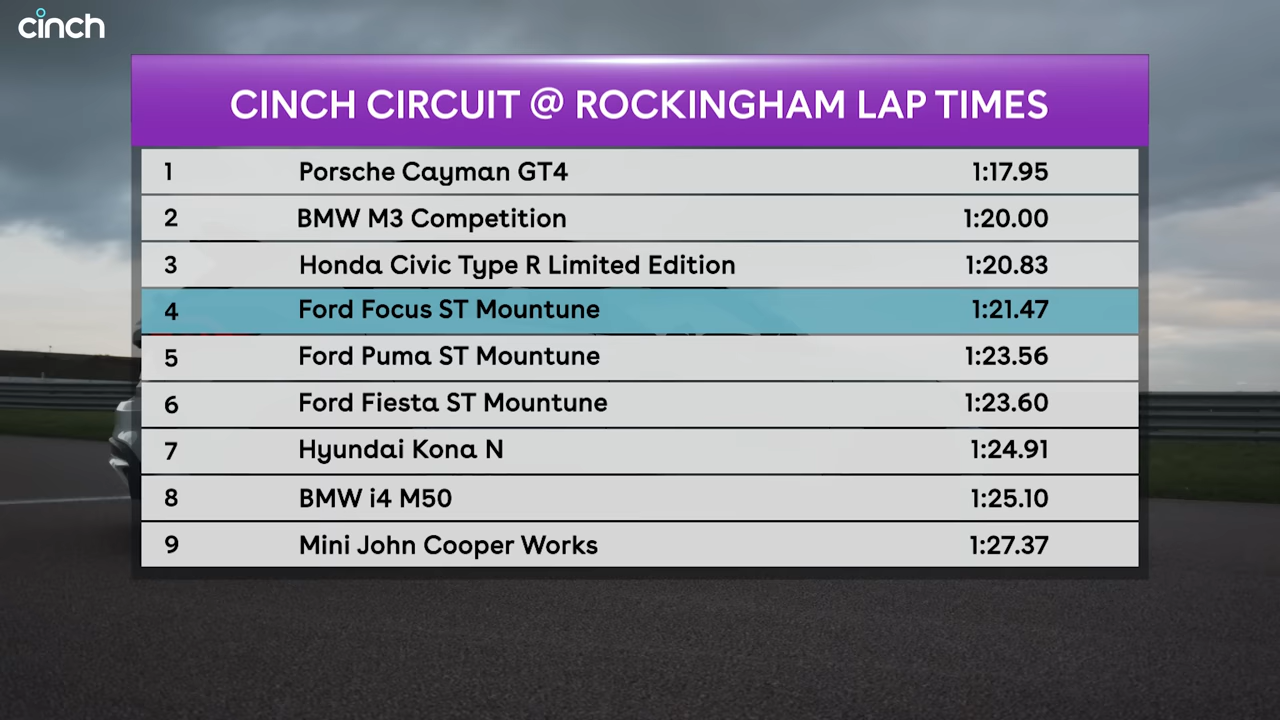 cinch
CINCH CIRCUIT @ ROCKINGHAM LAP TIMES
1 Porsche Cayman GT4 1:17.95
2 BMW M3 Competition 1:20.00
3 Honda Civic Type R Limited Edition 1:20.83
4 Ford Focus ST Mountune 1:21.47
5 Ford Puma ST Mountune 1:23.56
6 Ford Fiesta ST Mountune 1:23.60
7 Hyundai Kona N 1:24.91
8 BMW i4 M50 1:25.10
9 Mini John Cooper Works 1:27.37